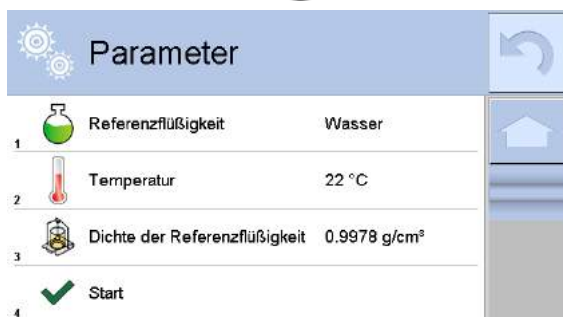 Parameter
1 Referenzflüßigkeit Wasser
2 Temperatur 22 °C
3 Dichte der Referenzflüßigkeit 0.9978 g/cm³
4 Start